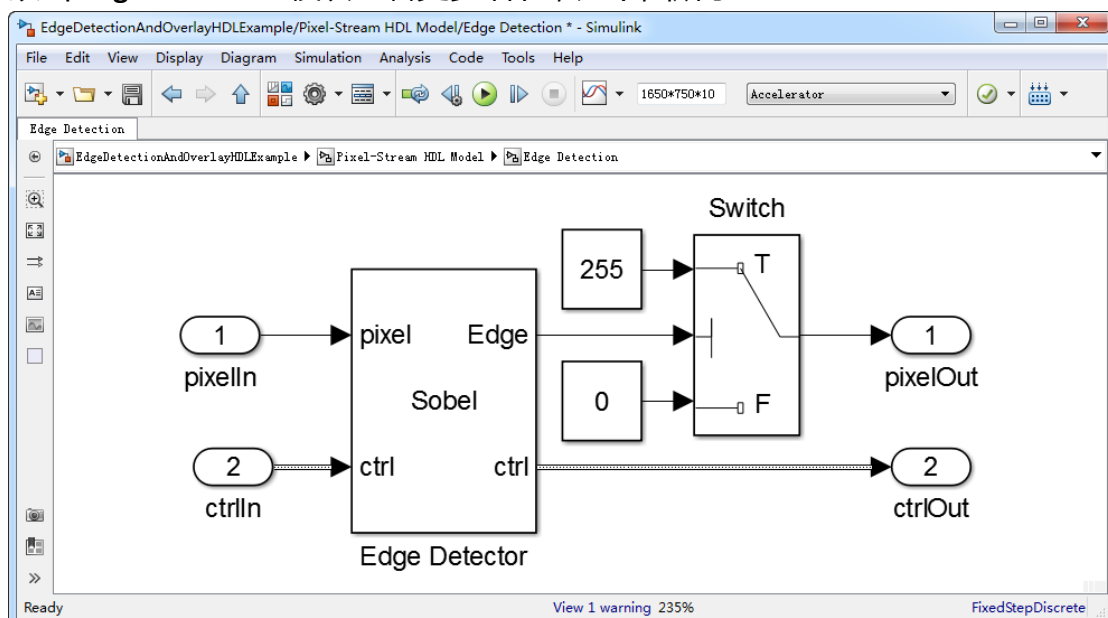 EdgeDetectionAndOverlayHDLExample/Pixel-Stream HDL Model/Edge Detection * - Simulink
File Edit View Display Diagram Simulation Analysis Code Tools Help
1650*750*10 Accelerator
Edge Detection
EdgeDetectionAndOverlayHDLExample Pixel-Stream HDL Model Edge Detection
Switch
255
T
1
pixel
Edge
1
pixelIn
pixelOut
Sobel
0
F
2
ctrl
ctrl
2
ctrlIn
ctrlOut
Edge Detector
Ready View 1 warning 235% FixedStepDiscrete